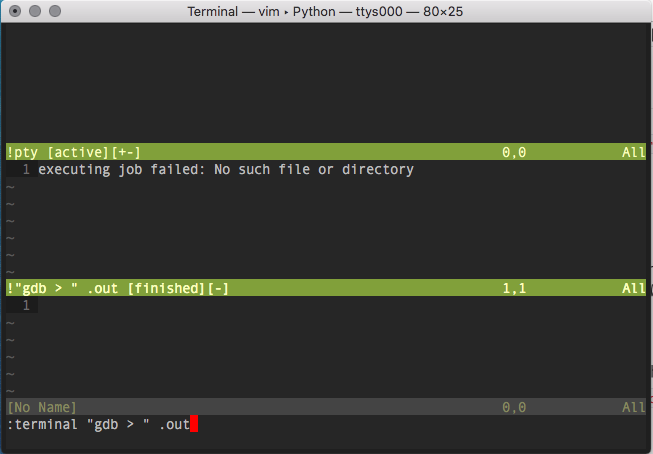 Terminal — vim ‣ Python — ttys000 — 80×25
!pty [active][+-] 0,0 All
1 executing job failed: No such file or directory
~
~
~
~
~
~
!"gdb > " .out [finished][-] 1,1 All
1
~
~
~
~
~
[No Name] 0,0 All
:terminal "gdb > " .out